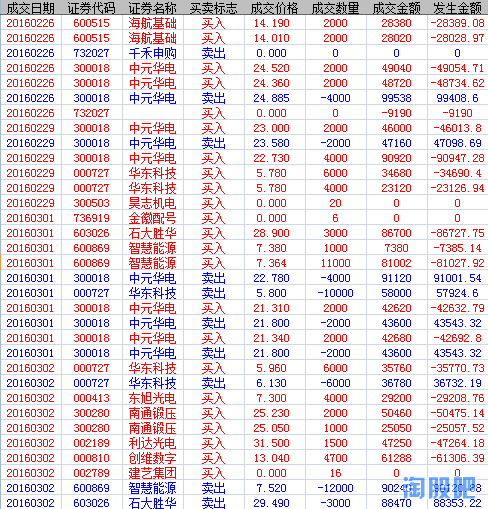 成交日期 证券代码 证券名称 买卖标志 成交价格 成交数量 成交金额 发生金额
20160226 600515 海航基础 买入 14.190 2000 28380 -28389.08
20160226 600515 海航基础 买入 14.010 2000 28020 -28028.97
20160226 732027 千禾申购 卖出 0.000 0 0 0
20160226 300018 中元华电 买入 24.520 2000 49040 -49054.71
20160226 300018 中元华电 买入 24.360 2000 48720 -48734.62
20160226 300018 中元华电 卖出 24.885 -4000 99538 99408.6
20160226 732027 买入 0.000 0 -9190 -9190
20160229 300018 中元华电 买入 23.000 2000 46000 -46013.8
20160229 300018 中元华电 卖出 23.580 -2000 47160 47098.69
20160229 300018 中元华电 买入 22.730 4000 90920 -90947.28
20160229 000727 华东科技 买入 5.780 6000 34680 -34690.4
20160229 000727 华东科技 买入 5.780 4000 23120 -23126.94
20160229 300503 昊志机电 买入 0.000 20 0 0
20160301 736919 金徽配号 买入 0.000 6 0 0
20160301 603026 石大胜华 买入 28.900 3000 86700 -86727.75
20160301 600869 智慧能源 买入 7.380 1000 7380 -7385.14
20160301 600869 智慧能源 买入 7.364 11000 81002 -81027.92
20160301 300018 中元华电 卖出 22.780 -4000 91120 91001.54
20160301 000727 华东科技 卖出 5.800 -10000 58000 57924.6
20160301 300018 中元华电 买入 21.310 2000 42620 -42632.79
20160301 300018 中元华电 卖出 21.800 -2000 43600 43543.32
20160301 300018 中元华电 买入 21.340 2000 42680 -42692.8
20160301 300018 中元华电 卖出 21.800 -2000 43600 43543.32
20160302 000727 华东科技 买入 5.960 6000 35760 -35770.73
20160302 000727 华东科技 卖出 6.130 -6000 36780 36732.19
20160302 000413 东旭光电 买入 7.300 4000 29200 -29208.76
20160302 300280 南通锻压 买入 25.230 2000 50460 -50475.14
20160302 300280 南通锻压 买入 25.050 1000 25050 -25057.52
20160302 002189 利达光电 买入 31.500 1500 47250 -47264.18
20160302 000810 创维数字 买入 13.040 4700 61288 -61306.39
20160302 002789 建艺集团 买入 0.000 16 0 0
20160302 600869 智慧能源 卖出 7.520 -12000
20160302 603026 石大胜华 卖出 29.490 -3000 88470 88353.22
淘股吧